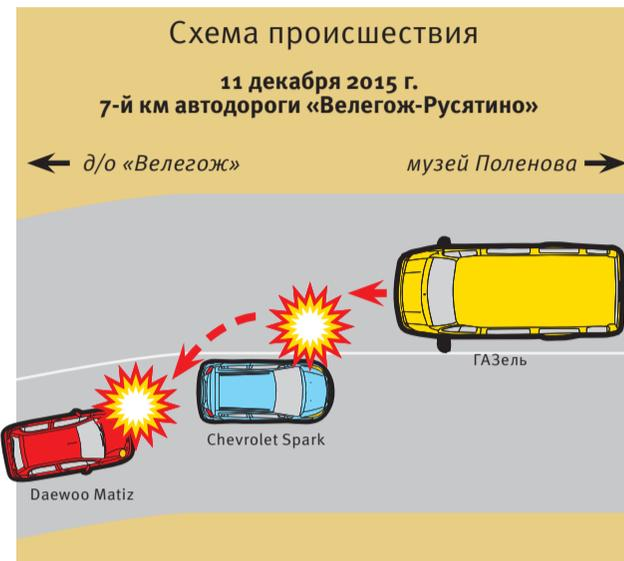 Схема происшествия
11 декабря 2015 г.
7-й км автодороги «Велегож-Русятино»
д/о «Велегож»
музей Поленова
ГАЗель
Chevrolet Spark
Daewoo Matiz